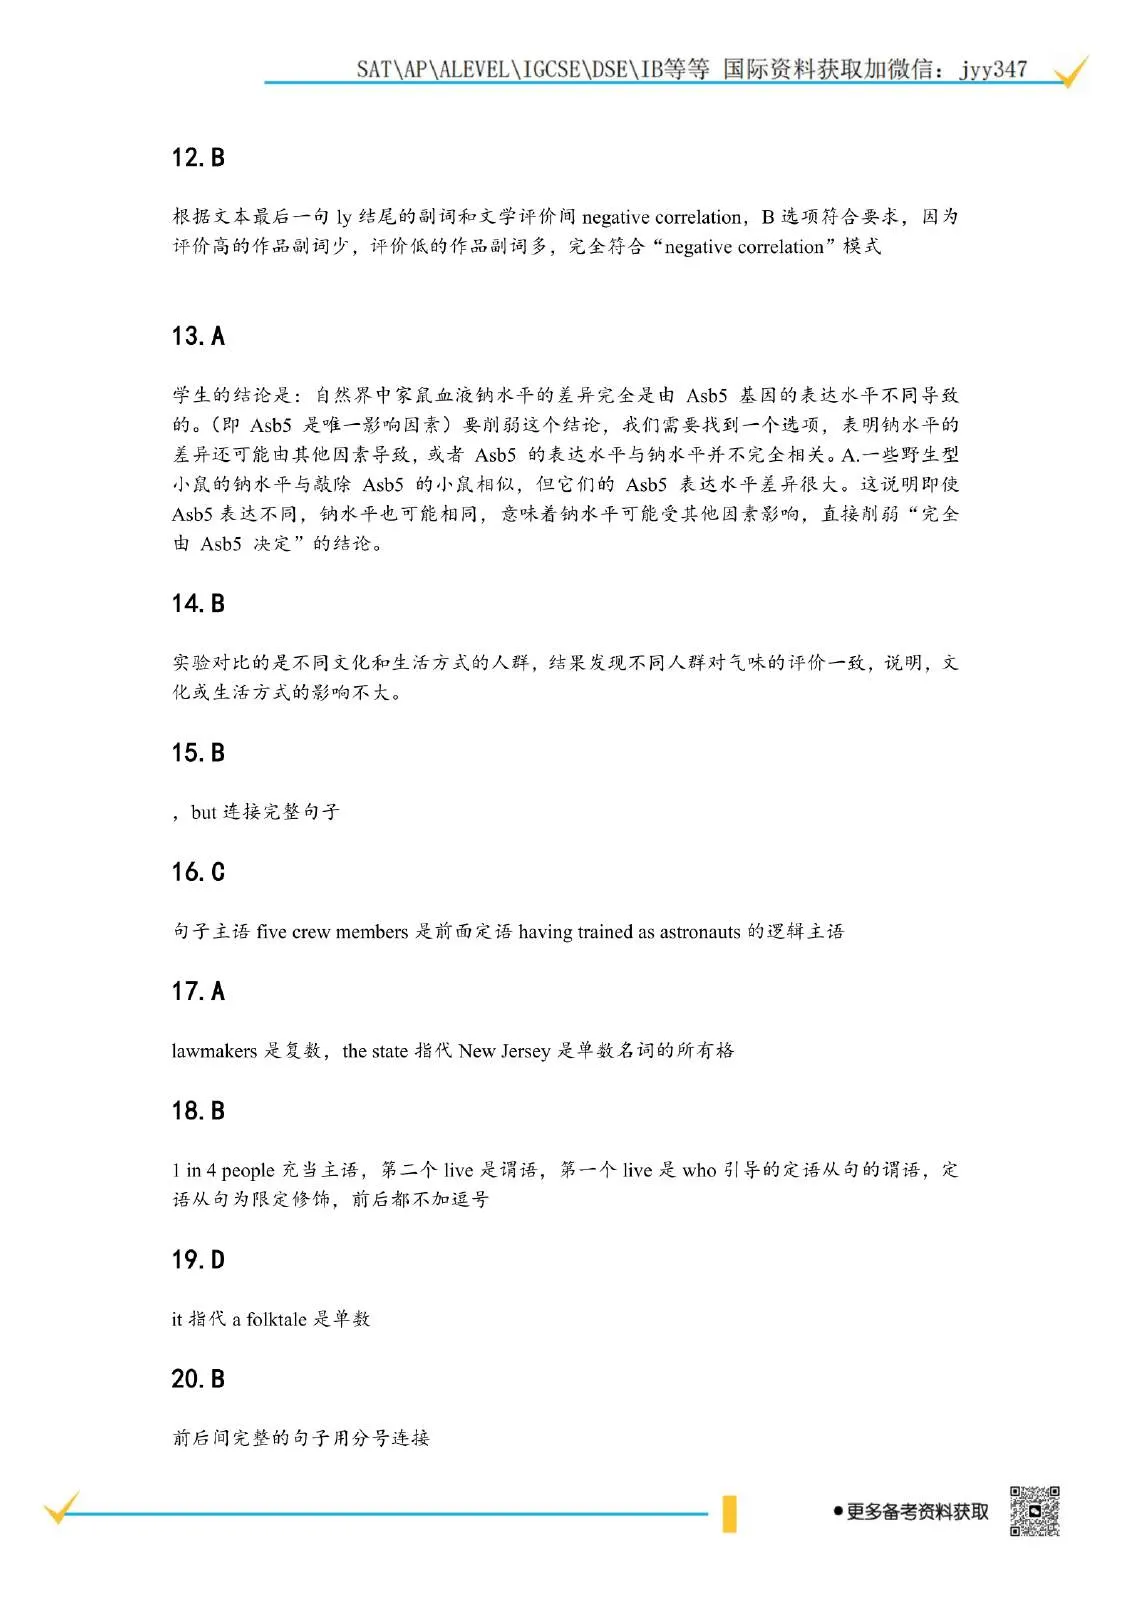 SAT\AP\ALEVEL\IGCSE\DSE\IB等等 国际资料获取加微信：jyy347
12. B
根据文本最后一句 ly 结尾的副词和文学评价间 negative correlation，B 选项符合要求，因为
评价高的作品副词少，评价低的作品副词多，完全符合“negative correlation”模式
13. A
学生的结论是：自然界中家鼠血液钠水平的差异完全是由 Asb5 基因的表达水平不同导致
的。（即 Asb5 是唯一影响因素）要削弱这个结论，我们需要找到一个选项，表明钠水平的
差异还可能由其他因素导致，或者 Asb5 的表达水平与钠水平并不完全相关。A.一些野生型
小鼠的钠水平与敲除 Asb5 的小鼠相似，但它们的 Asb5 表达水平差异很大。这说明即使
Asb5 表达不同，钠水平也可能相同，意味着钠水平可能受其他因素影响，直接削弱“完全
由 Asb5 决定”的结论。
14. B
实验对比的是不同文化和生活方式的人群，结果发现不同人群对气味的评价一致，说明，文
化或生活方式的影响不大。
15. B
，but 连接完整句子
16. C
句子主语 five crew members 是前面定语 having trained as astronauts 的逻辑主语
17. A
lawmakers 是复数，the state 指代 New Jersey 是单数名词的所有格
18. B
1 in 4 people 充当主语，第二个 live 是谓语，第一个 live 是 who 引导的定语从句的谓语，定
语从句为限定修饰，前后都不加逗号
19. D
it 指代 a folktale 是单数
20. B
前后间完整的句子用分号连接
●更多备考资料获取